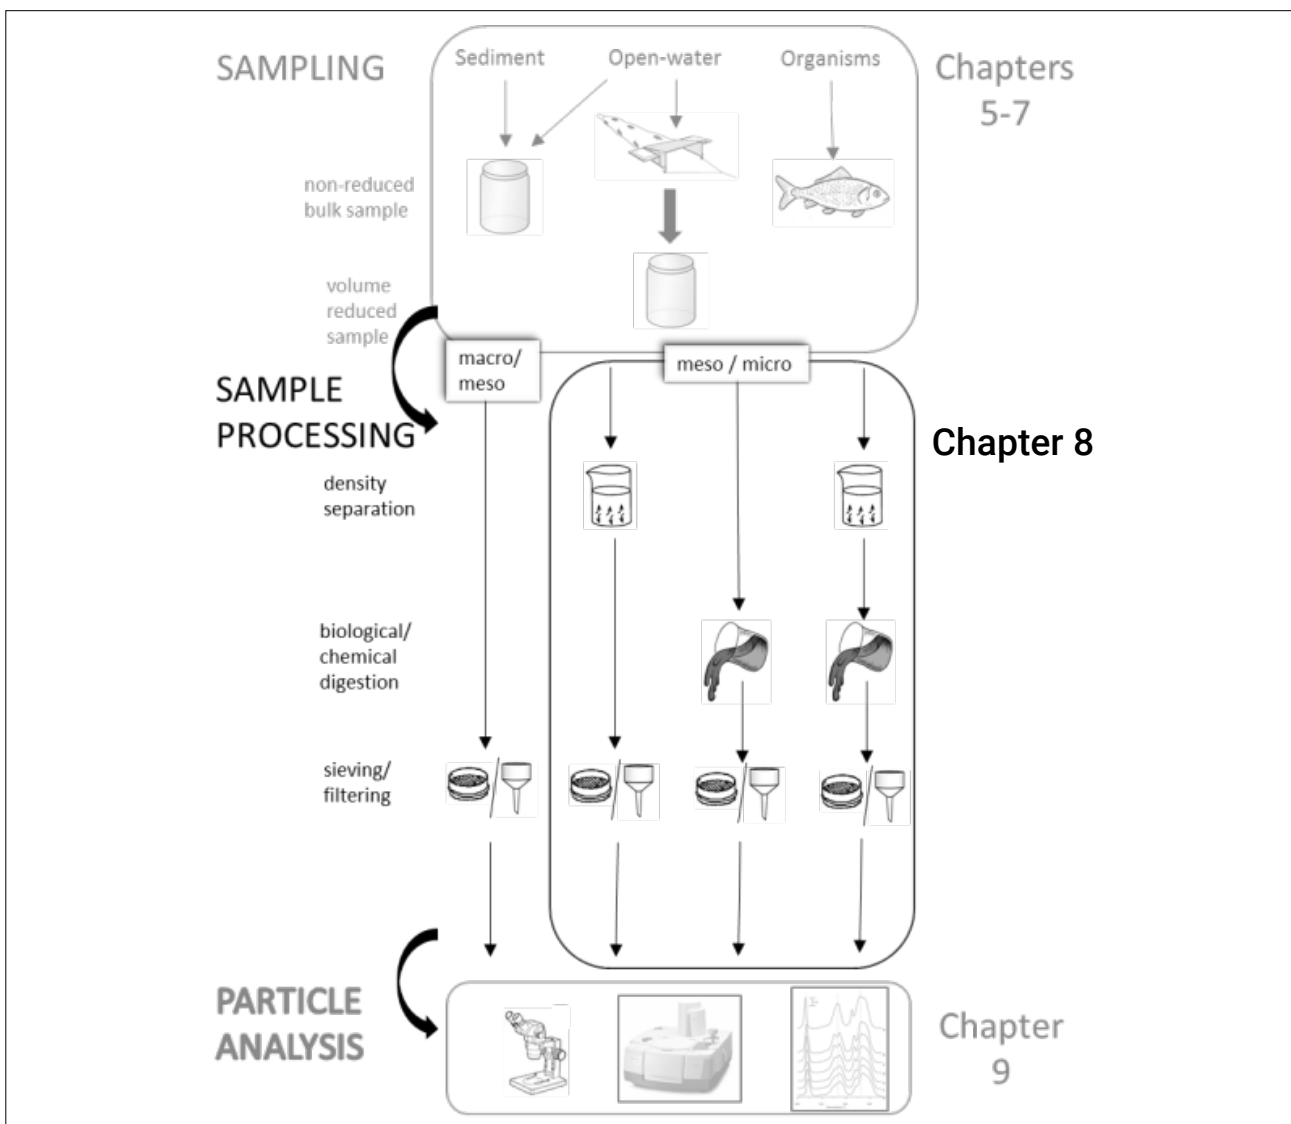 SAMPLING
Sediment
Open-water
Organisms
Chapters
5-7
non-reduced
bulk sample
volume
reduced
sample
macro/
meso
meso / micro
SAMPLE
PROCESSING
Chapter 8
density
separation
biological/
chemical
digestion
sieving/
filtering
PARTICLE
ANALYSIS
Chapter
9